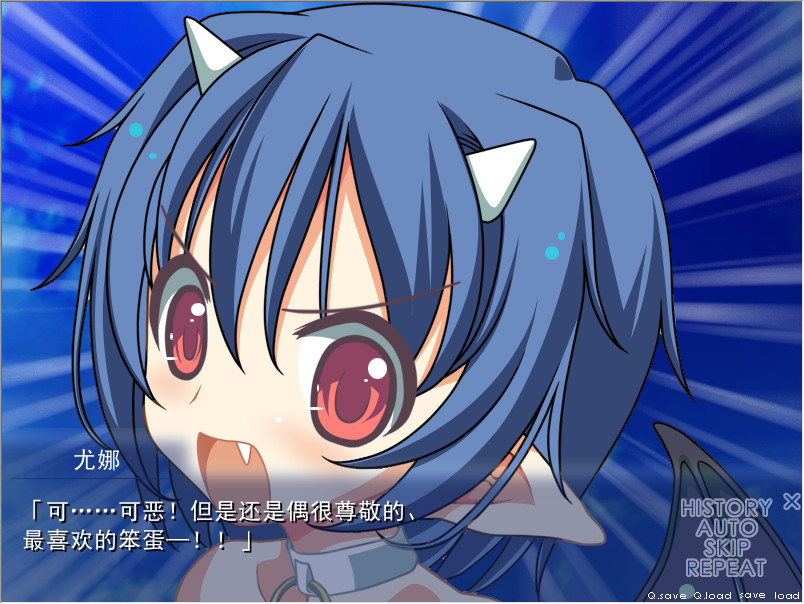 尤娜
「可……可恶！但是还是偶很尊敬的、
最喜欢的笨蛋—！！」
HISTORY
AUTO
SKIP
REPEAT
Q.save Q.load save load